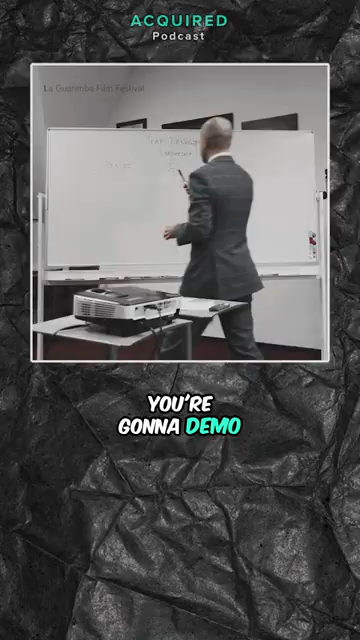 ACQUIRED
Podcast
La Guarimba Film Festival
YOU'RE
GONNA DEMO